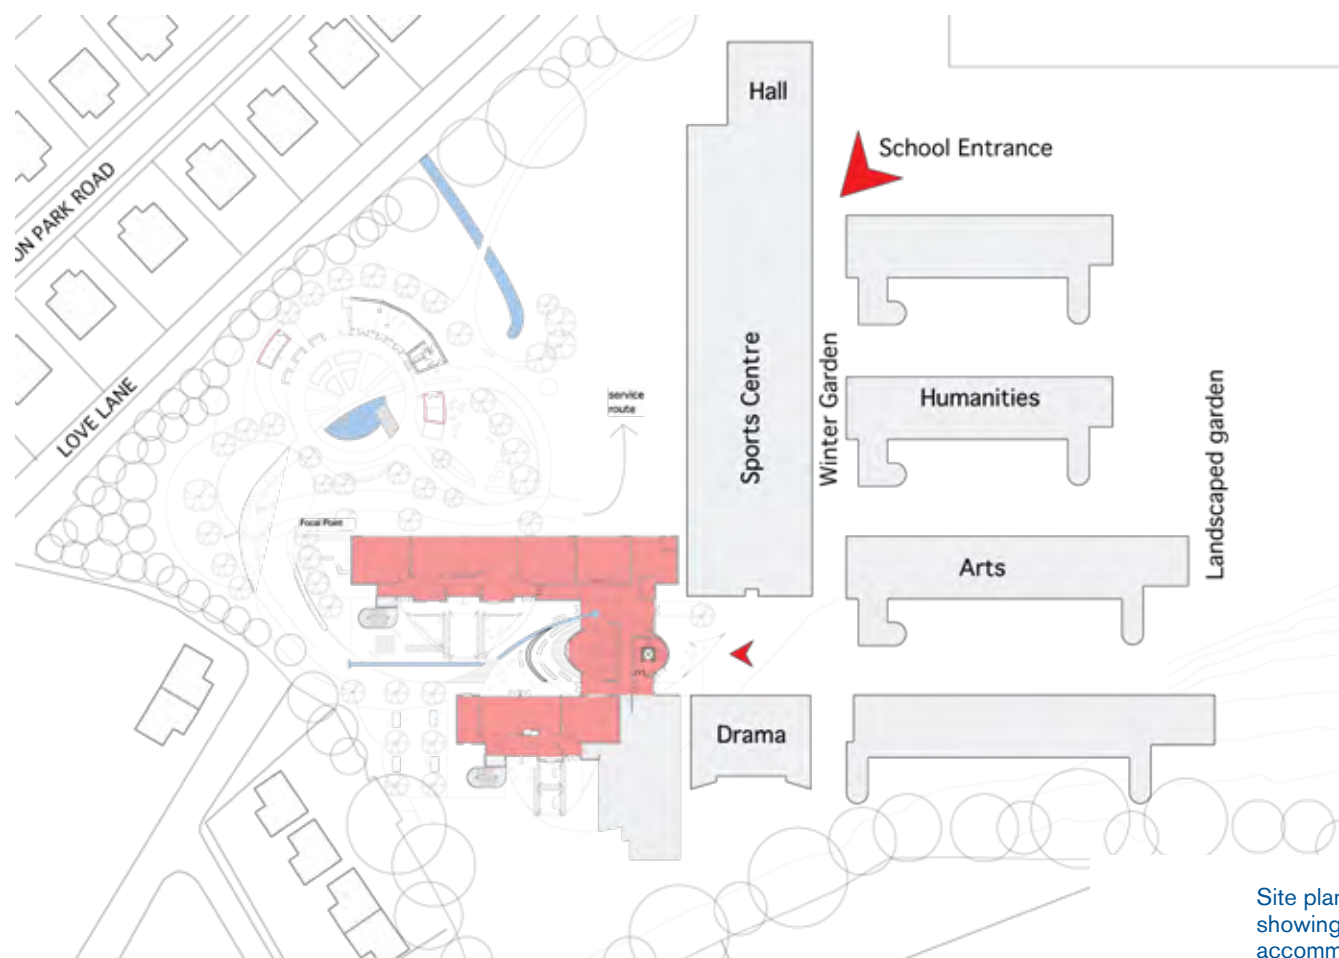 Hall
School Entrance
ON PARK ROAD
Sports Centre
Winter Garden
Humanities
Landscaped garden
LOVE LANE
service
route
Focal Point
Arts
Drama
Site plan
showing
accomm